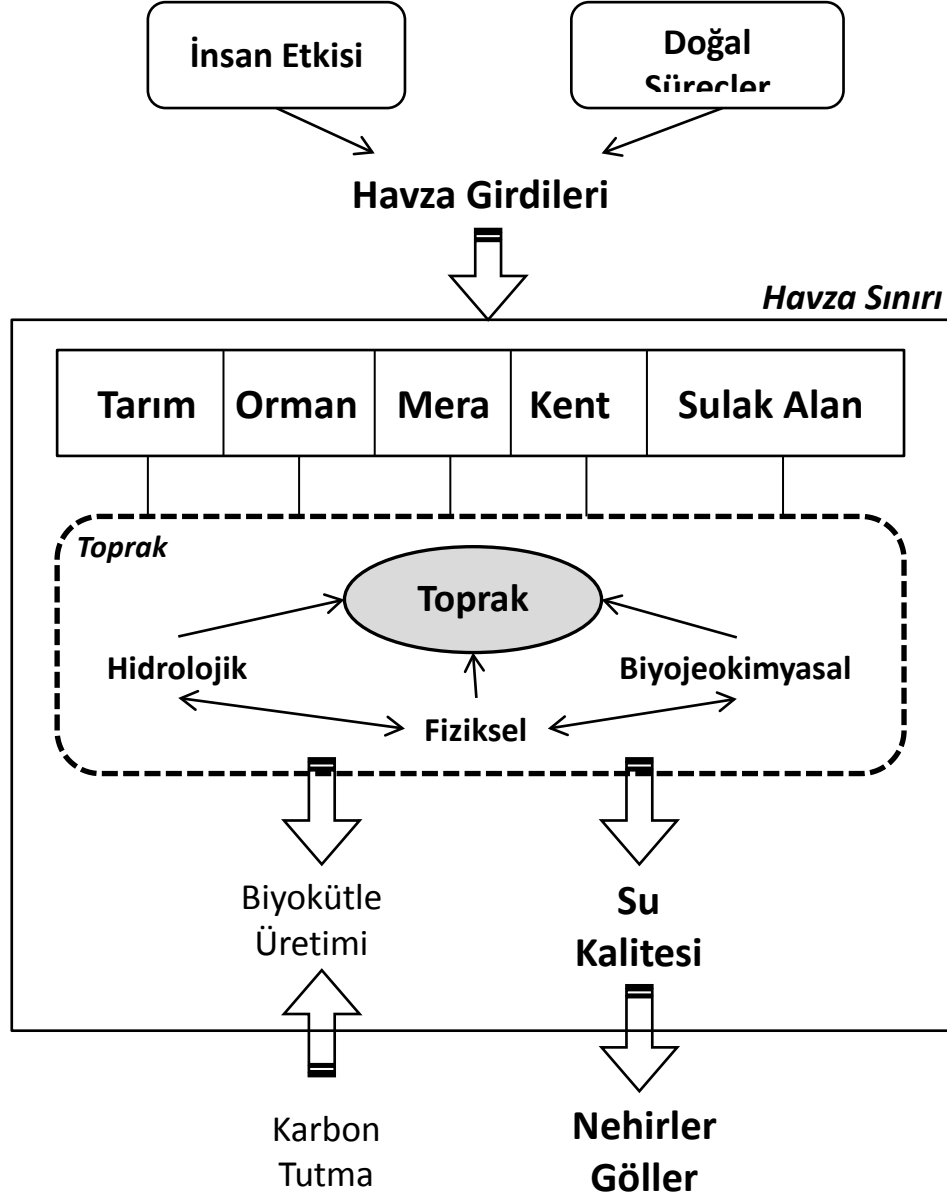 İnsan Etkisi
Doğal
Süreçler
Havza Girdileri
Havza Sınırı
Tarım
Orman
Mera
Kent
Sulak Alan
Toprak
Toprak
Hidrolojik
Biyojeokimyasal
Fiziksel
Biyokütle
Üretimi
Su
Kalitesi
Karbon
Tutma
Nehirler
Göller